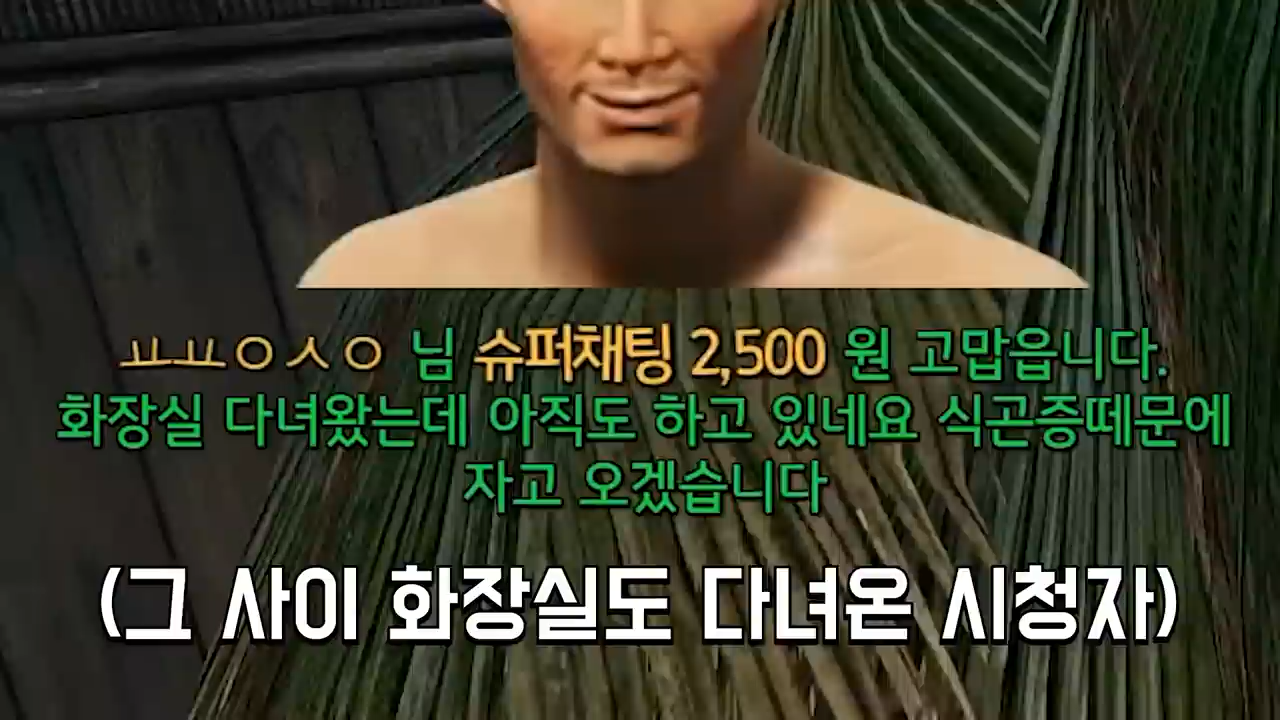 ㅛㅛㅇㅅㅇ 님 슈퍼채팅 2,500 원 고맙읍니다.
화장실 다녀왔는데 아직도 하고 있네요 식곤증떼문에
자고 오겠습니다
(그 사이 화장실도 다녀온 시청자)